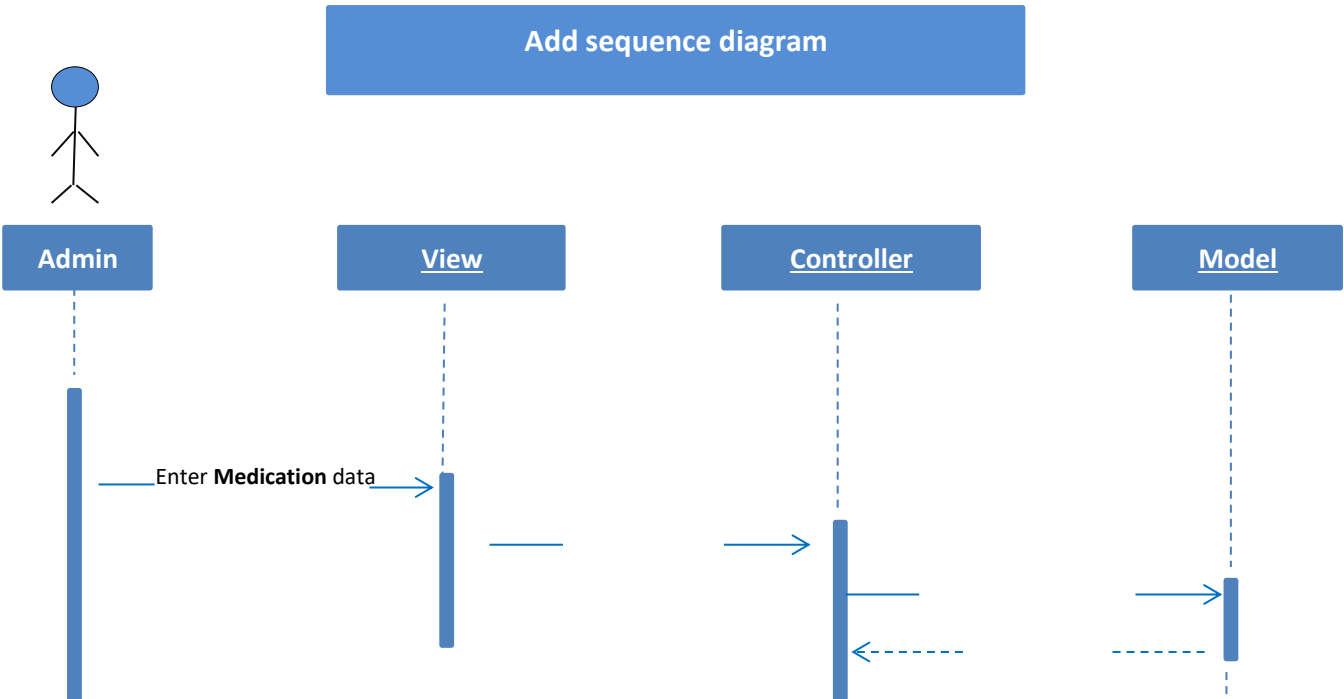 Add sequence diagram
Admin
View
Controller
Model
Enter Medication data